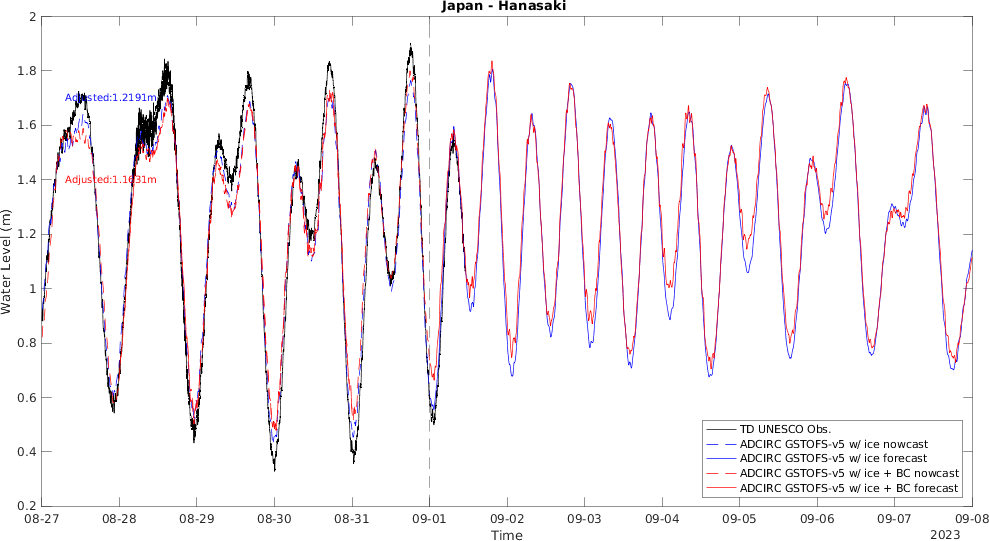 Japan - Hanasaki
Water Level (m)
2
1.8
1.6
1.4
1.2
1
0.8
0.6
0.4
0.2
Adjusted:1.2191m
Adjusted:1.1631m
TD UNESCO Obs.
ADCIRC GSTOFS-v5 w/ ice nowcast
ADCIRC GSTOFS-v5 w/ ice forecast
ADCIRC GSTOFS-v5 w/ ice + BC nowcast
ADCIRC GSTOFS-v5 w/ ice + BC forecast
08-27 08-28 08-29 08-30 08-31 09-01 09-02 09-03 09-04 09-05 09-06 09-07 09-08
Time
2023